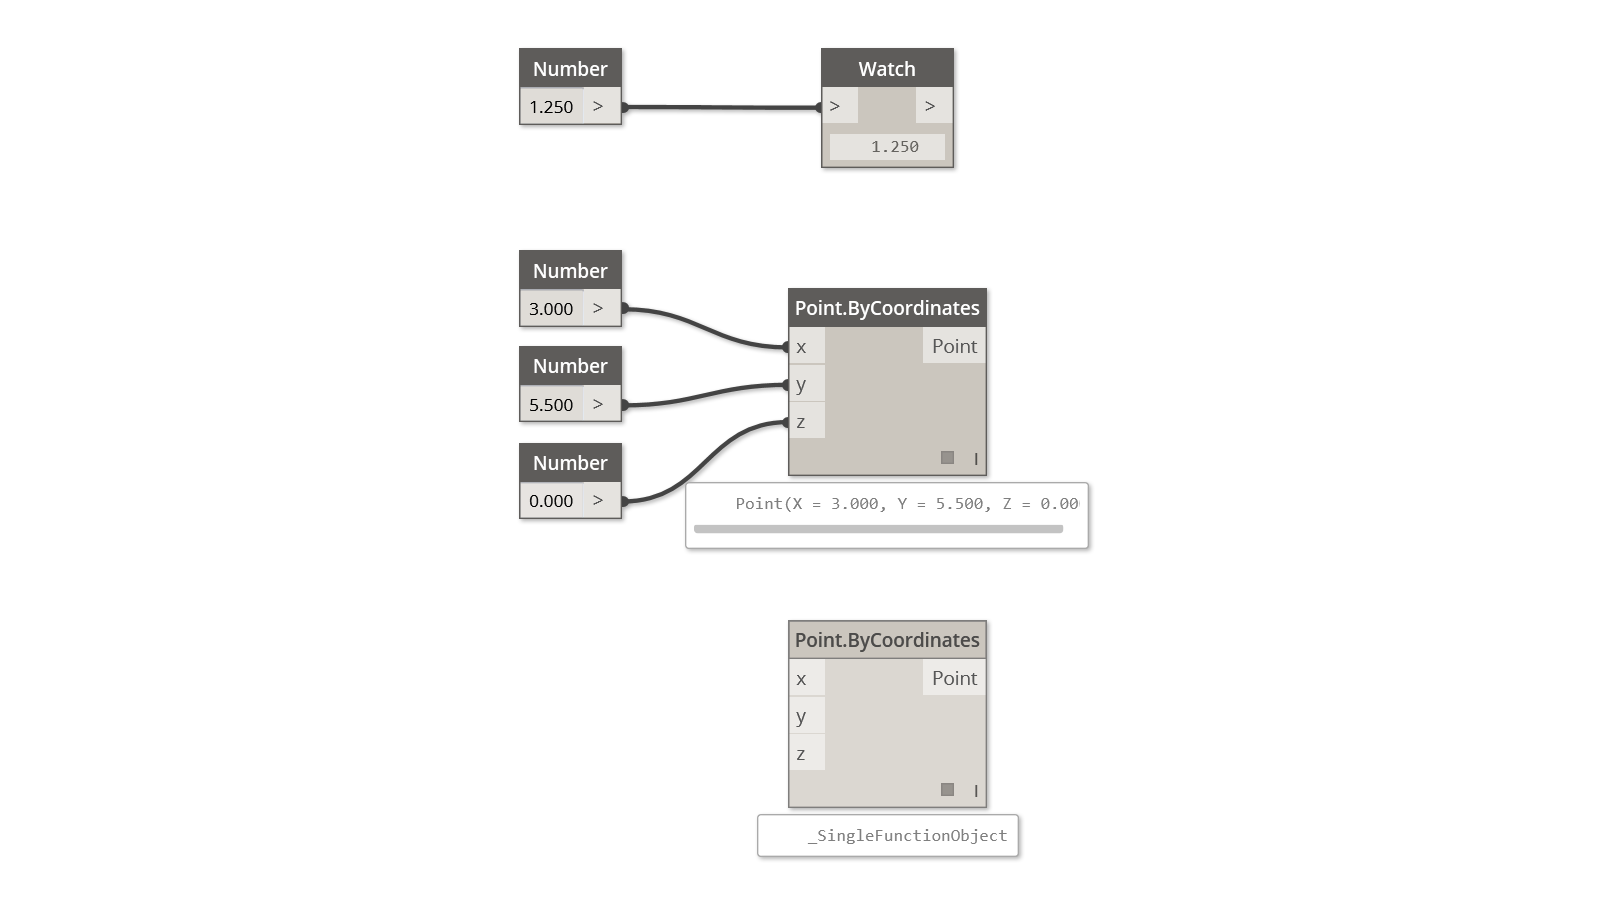 Number
1.250 >
Watch
> >
1.250
Number
3.000 >
Number
5.500 >
Number
0.000 >
Point.ByCoordinates
x Point
y
z
l
Point(X = 3.000, Y = 5.500, Z = 0.00
Point.ByCoordinates
x Point
y
z
l
_SingleFunctionObject